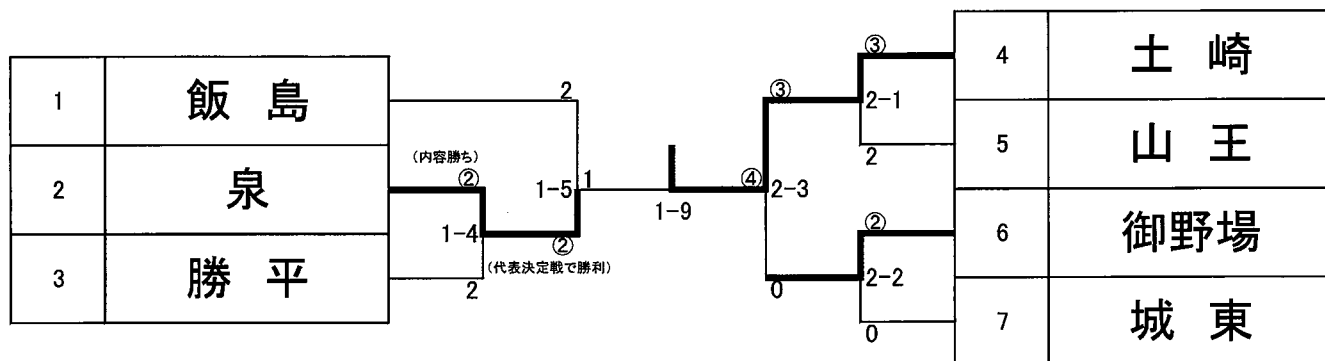 1 飯島
2 泉
3 勝平
2
(内容勝ち)
②
1-4
2
1-5
②
(代表決定戦で勝利)
1
1-9
④
③
2-3
0
③
2-1
2
②
2-2
0
4 土崎
5 山王
6 御野場
7 城東